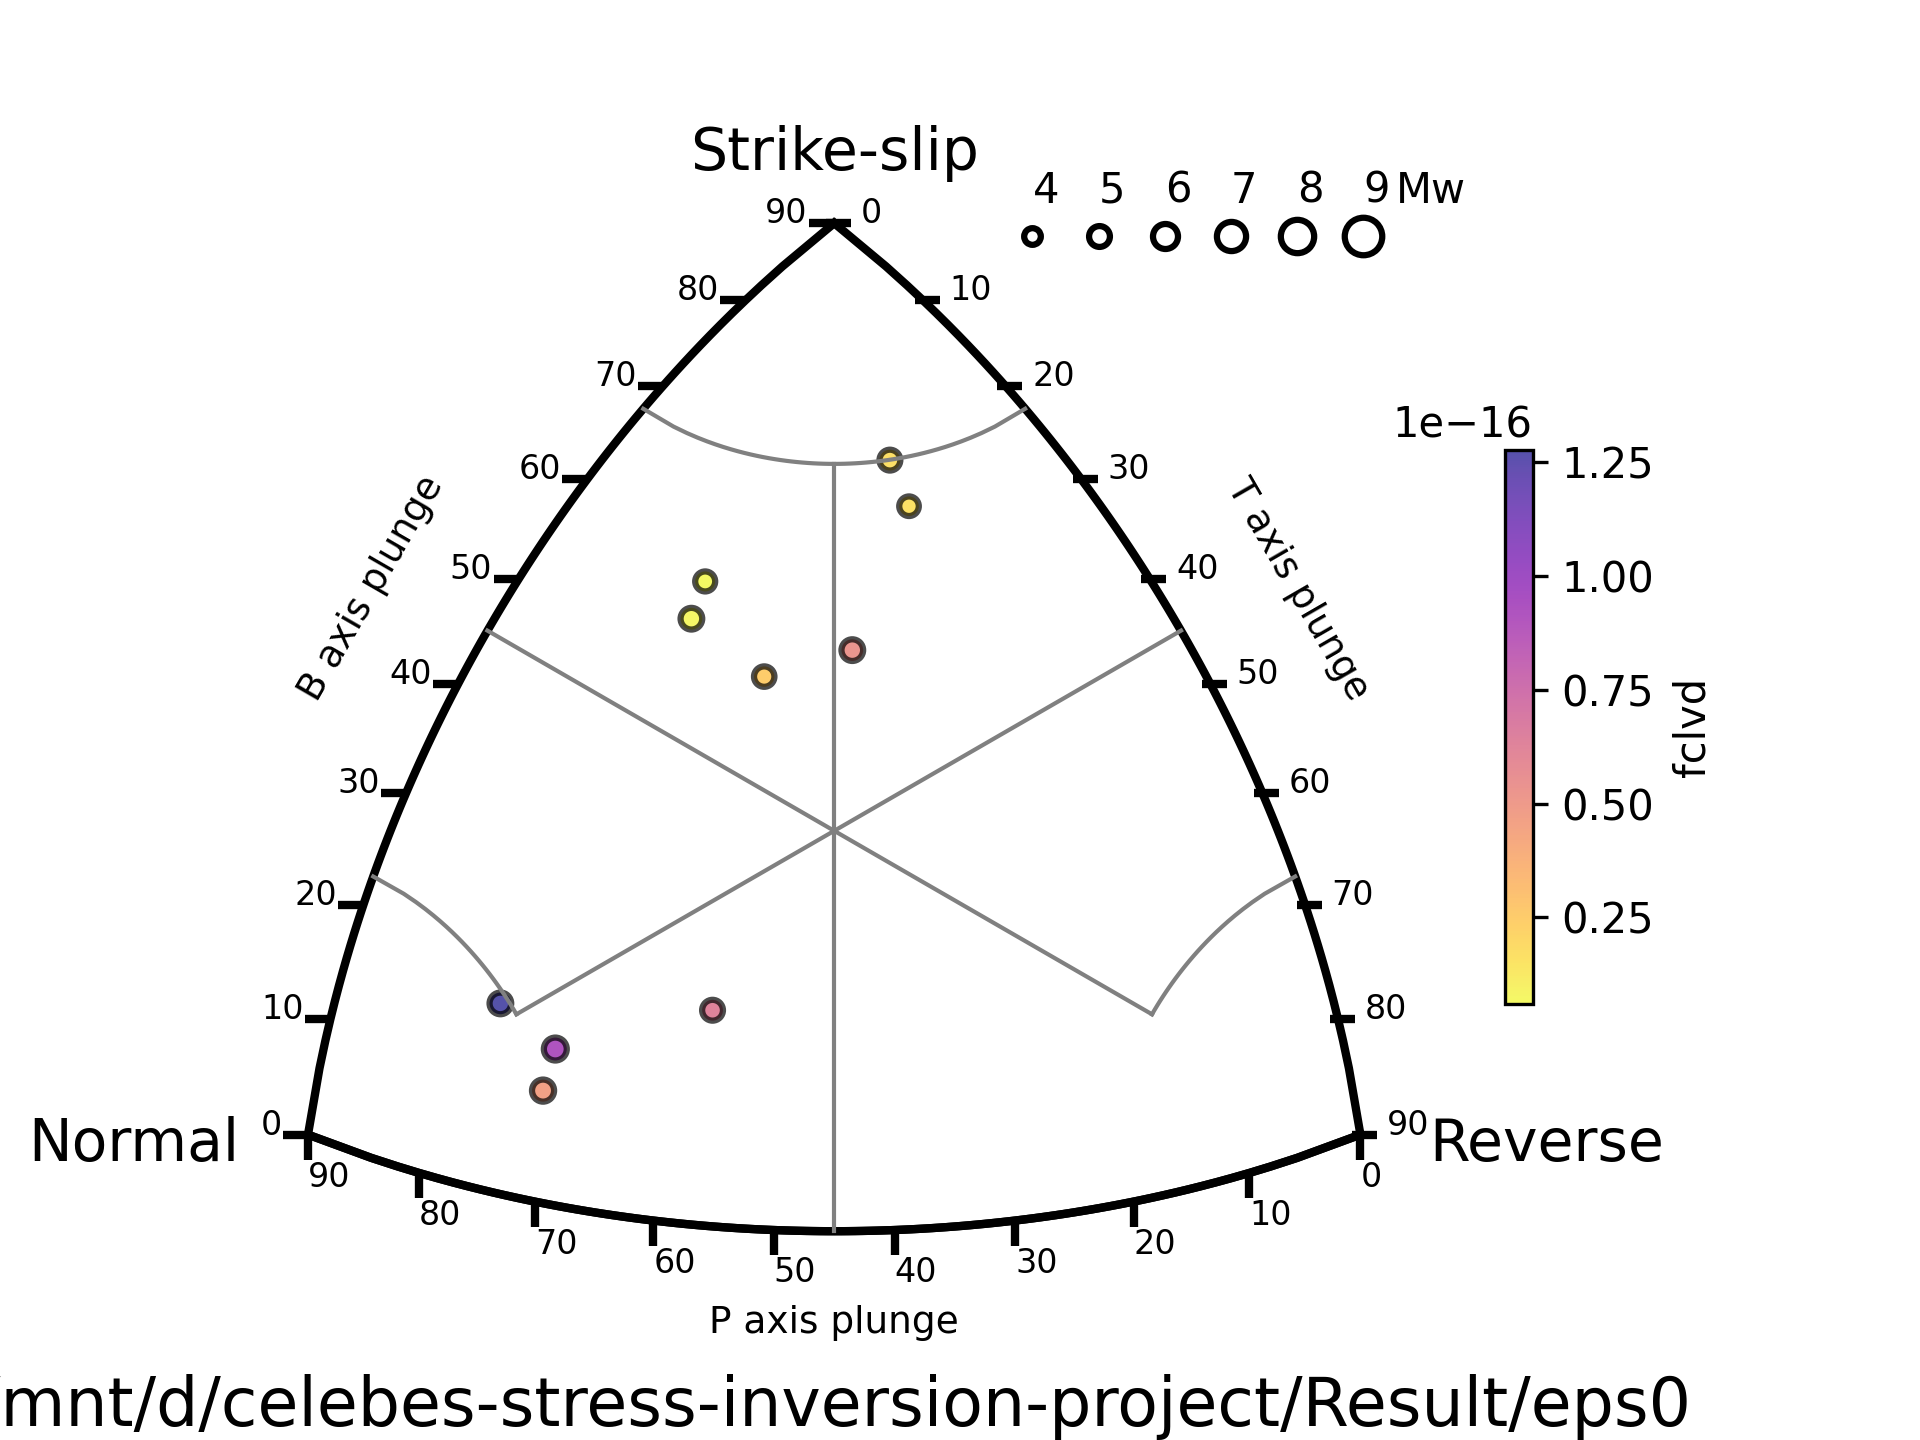 Strike-slip
4 5 6 7 8 9 Mw
90 0
80 10
70 20
60 30
50 40
40 50
30 60
20 70
10 80
0 90
B axis plunge
T axis plunge
1e−16
1.25
1.00
0.75
0.50
0.25
fclvd
Normal
Reverse
90 80 70 60 50 40 30 20 10 0
P axis plunge
mnt/d/celebes-stress-inversion-project/Result/eps0